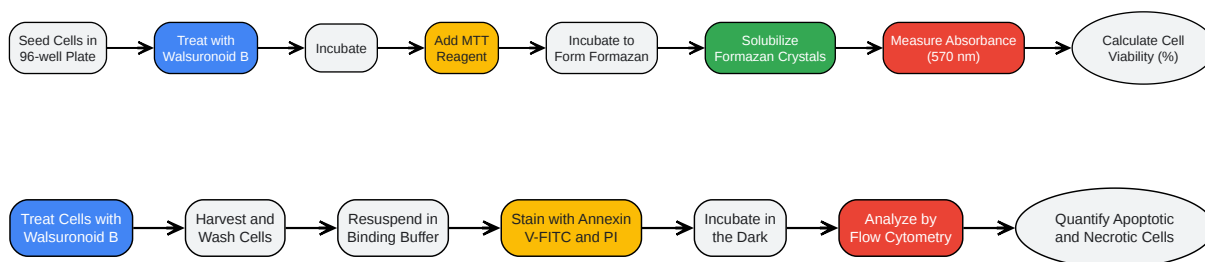 Seed Cells in
96-well Plate
Treat with
Walsuronoid B
Incubate
Add MTT
Reagent
Incubate to
Form Formazan
Solubilize
Formazan Crystals
Measure Absorbance
(570 nm)
Calculate Cell
Viability (%)
Treat Cells with
Walsuronoid B
Harvest and
Wash Cells
Resuspend in
Binding Buffer
Stain with Annexin
V-FITC and PI
Incubate in
the Dark
Analyze by
Flow Cytometry
Quantify Apoptotic
and Necrotic Cells